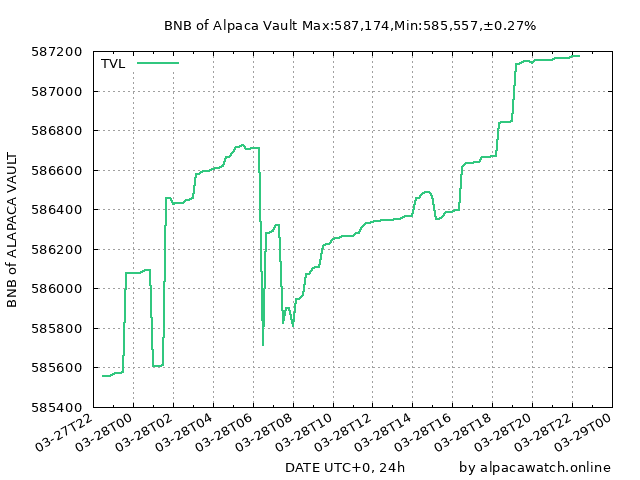 BNB of Alpaca Vault Max:587,174,Min:585,557,±0.27%
TVL
587200
587000
586800
586600
586400
586200
586000
585800
585600
585400
BNB of ALAPACA VAULT
03-27T22
03-28T00
03-28T02
03-28T04
03-28T06
03-28T08
03-28T10
03-28T12
03-28T14
03-28T16
03-28T18
03-28T20
03-28T22
03-29T00
DATE UTC+0, 24h
by alpacawatch.online